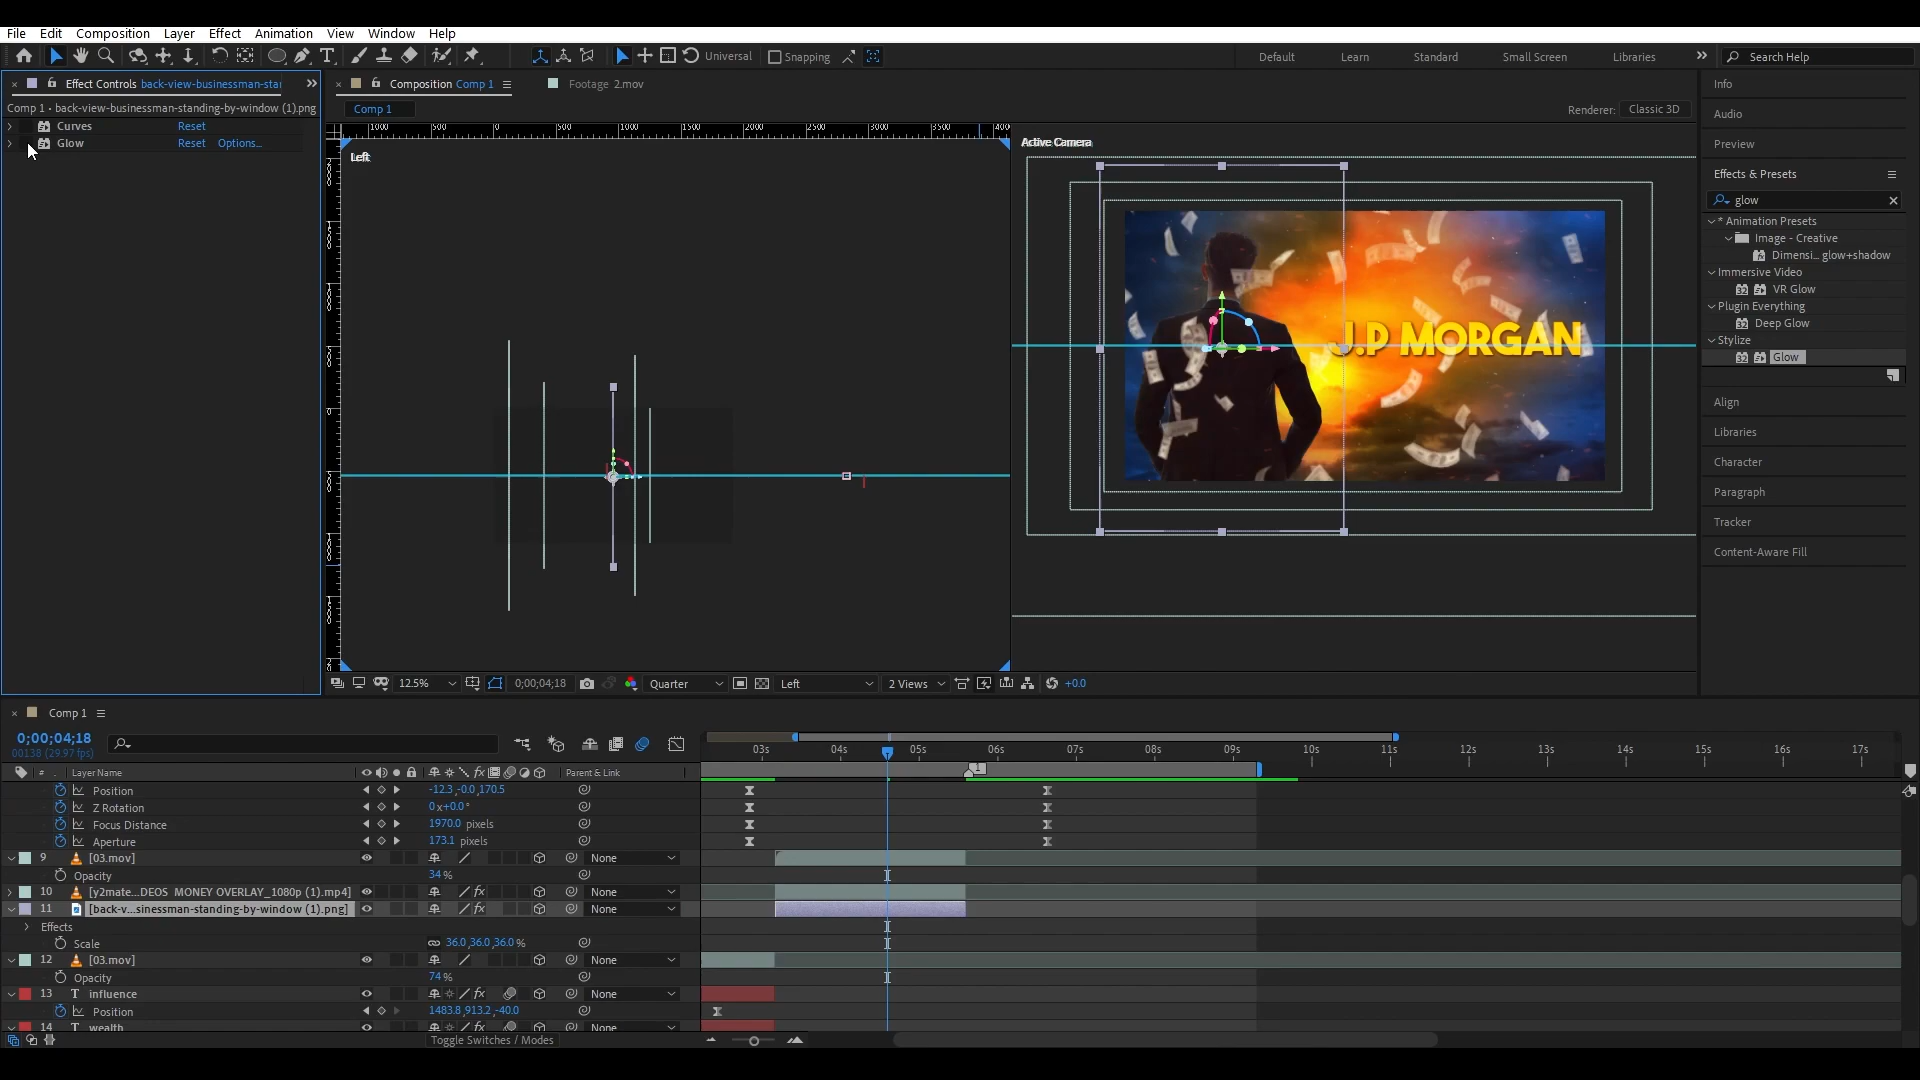 File Edit Composition Layer Effect Animation View Window Help
Universal Snapping Default Learn Standard Small Screen Libraries Search Help
Effect Controls back-view-businessman-star
Composition Comp 1
Footage 2.mov
Comp 1 • back-view-businessman-standing-by-window (1).png
Comp 1
Renderer: Classic 3D
Curves Reset
Glow Reset Options...
Left
Active Camera
J.P MORGAN
Info
Audio
Preview
Effects & Presets
glow
* Animation Presets
Image - Creative
Dimensi... glow+shadow
Immersive Video
VR Glow
Plugin Everything
Deep Glow
Stylize
Glow
Align
Libraries
Character
Paragraph
Tracker
Content-Aware Fill
12.5% 0;00;04;18 Quarter Left 2 Views +0.0
Comp 1
0;00;04;18
00138 (29.97 fps)
03s 04s 05s 06s 07s 08s 09s 10s 11s 12s 13s 14s 15s 16s 17s
# Layer Name Parent & Link
1
Position -12.3,-0.0,170.5
Z Rotation 0x+0.0°
Focus Distance 1970.0 pixels
Aperture 173.1 pixels
9 [03.mov] None
Opacity 34%
10 [y2mate...DEOS MONEY OVERLAY_1080p (1).mp4] None
11 [back-v...sinessman-standing-by-window (1).png] None
Effects
Scale 36.0,36.0,36.0%
12 [03.mov] None
Opacity 74%
13 T influence None
Position 1483.8,913.2,-40.0
14 T wealth None
Toggle Switches / Modes